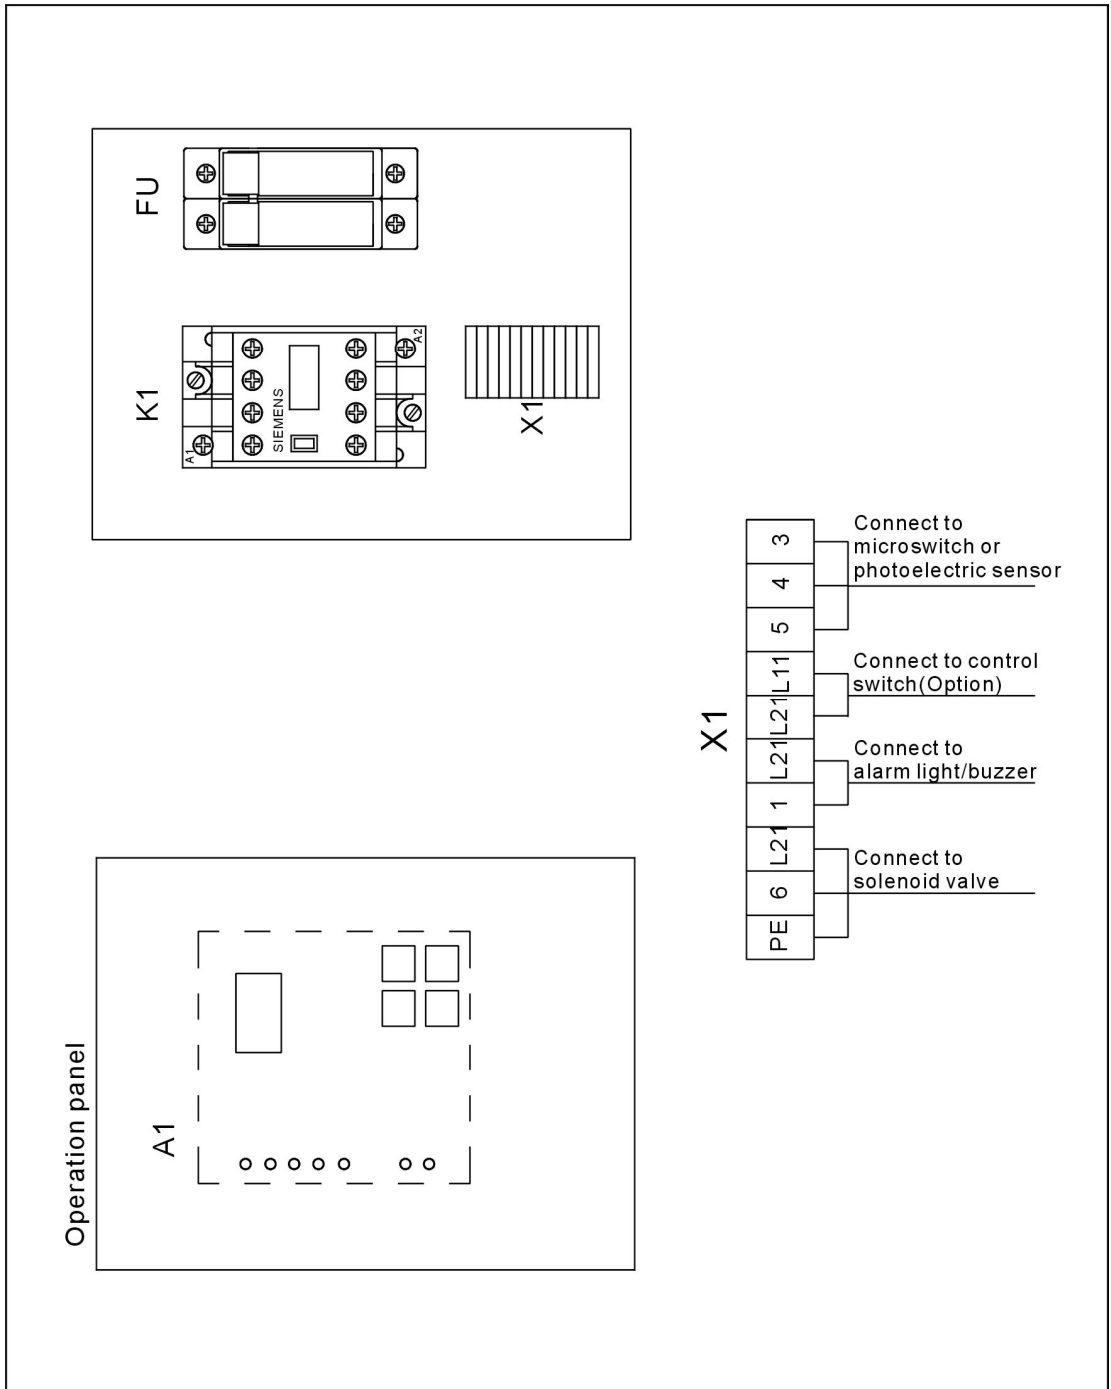 FU
K1
A1
A2
SIEMENS
X1
X1
3
4
5
L11
L21
L21
1
L21
6
PE
Connect to
microswitch or
photoelectric sensor
Connect to control
switch(Option)
Connect to
alarm light/buzzer
Connect to
solenoid valve
Operation panel
A1